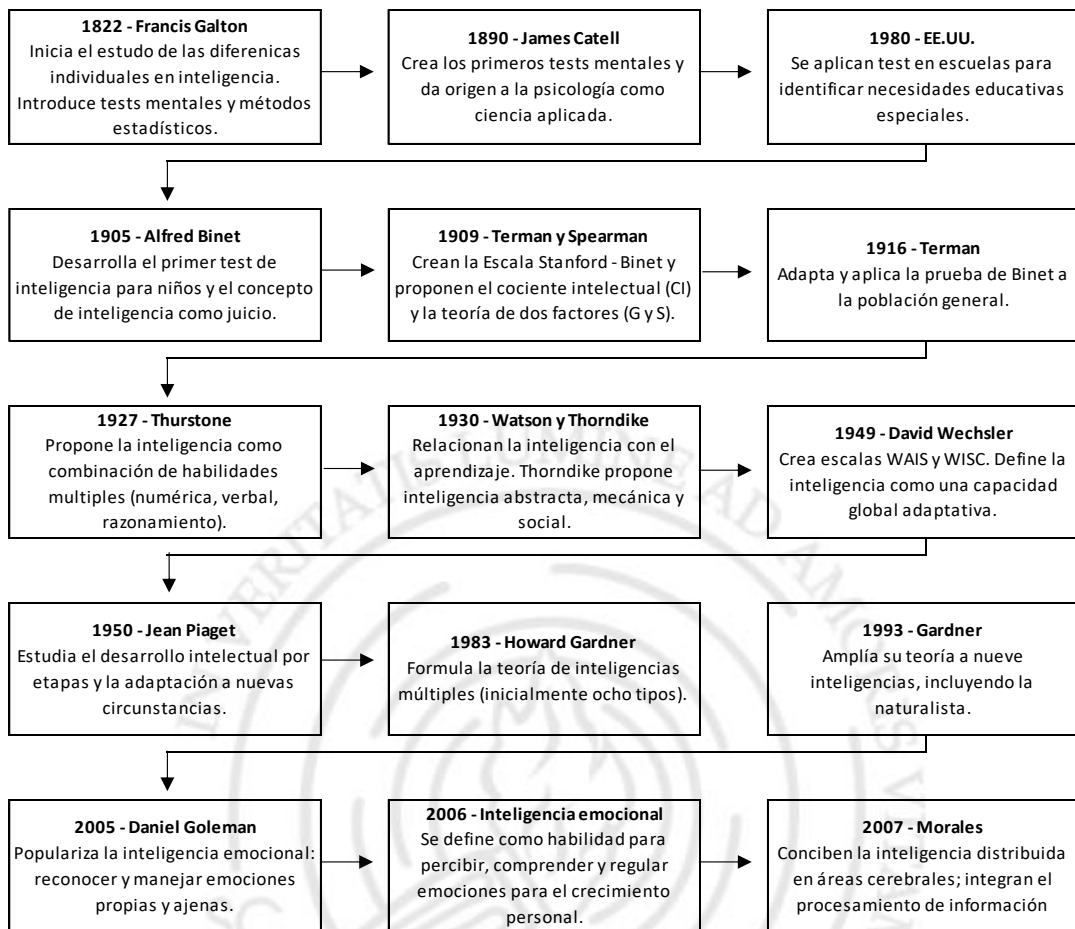 1822 - Francis Galton
Inicia el estudo de las diferenicas
individuales en inteligencia.
Introduce tests mentales y métodos
estadísticos.
1890 - James Catell
Crea los primeros tests mentales y
da origen a la psicología como
ciencia aplicada.
1980 - EE.UU.
Se aplican test en escuelas para
identificar necesidades educativas
especiales.
1905 - Alfred Binet
Desarrolla el primer test de
inteligencia para niños y el concepto
de inteligencia como juicio.
1909 - Terman y Spearman
Crean la Escala Stanford - Binet y
proponen el cociente intelectual (CI)
y la teoría de dos factores (G y S).
1916 - Terman
Adapta y aplica la prueba de Binet a
la población general.
1927 - Thurstone
Propone la inteligencia como
combinación de habilidades
multiples (numérica, verbal,
razonamiento).
1930 - Watson y Thorndike
Relacionan la inteligencia con el
aprendizaje. Thorndike propone
inteligencia abstracta, mecánica y
social.
1949 - David Wechsler
Crea escalas WAIS y WISC. Define la
inteligencia como una capacidad
global adaptativa.
1950 - Jean Piaget
Estudia el desarrollo intelectual por
etapas y la adaptación a nuevas
circunstancias.
1983 - Howard Gardner
Formula la teoría de inteligencias
múltiples (inicialmente ocho tipos).
1993 - Gardner
Amplía su teoría a nueve
inteligencias, incluyendo la
naturalista.
2005 - Daniel Goleman
Populariza la inteligencia emocional:
reconocer y manejar emociones
propias y ajenas.
2006 - Inteligencia emocional
Se define como habilidad para
percibir, comprender y regular
emociones para el crecimiento
personal.
2007 - Morales
Conciben la inteligencia distribuida
en áreas cerebrales; integran el
procesamiento de información
IN VERITATIS LUMINE AD AMORIS VITAM